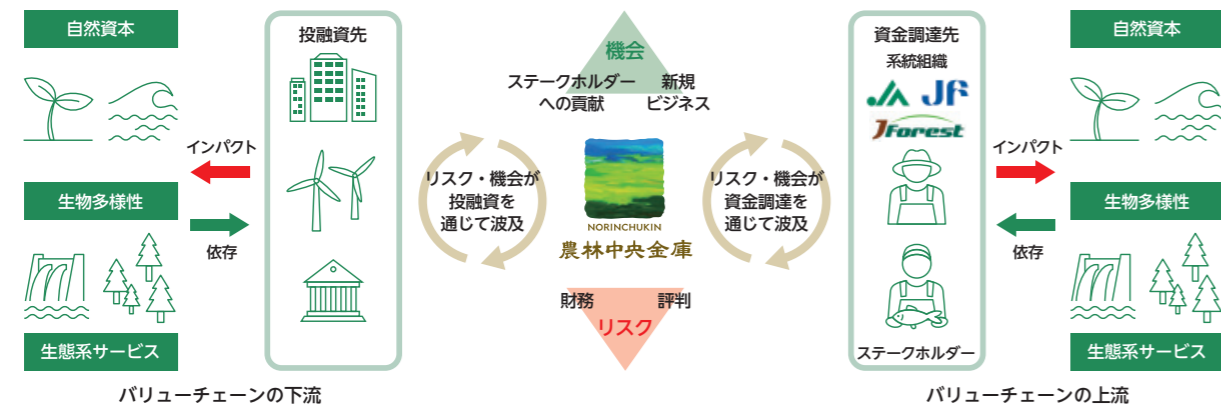 自然資本
インパクト
生物多様性
依存
生態系サービス
バリューチェーンの下流
投融資先
リスク・機会が
投融資を
通じて波及
機会
ステークホルダー
への貢献
新規
ビジネス
NORINCHUKIN
農林中央金庫
財務
評判
リスク
リスク・機会が
資金調達を
通じて波及
資金調達先
系統組織
JA
JF
JForest
ステークホルダー
インパクト
依存
自然資本
生物多様性
生態系サービス
バリューチェーンの上流